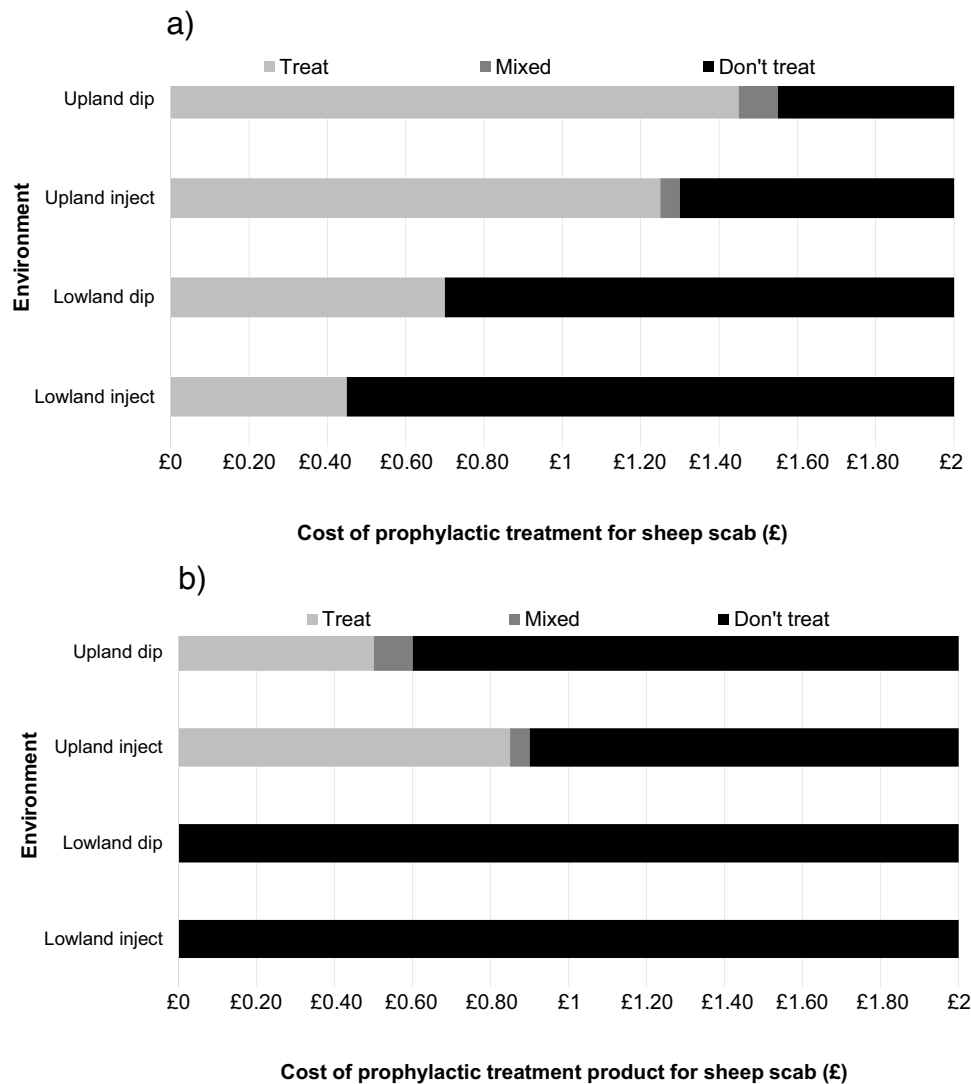 a)
Treat Mixed Don't treat
Upland dip
Upland inject
Lowland dip
Lowland inject
Environment
£0 £0.20 £0.40 £0.60 £0.80 £1 £1.20 £1.40 £1.60 £1.80 £2
Cost of prophylactic treatment for sheep scab (£)
b)
Treat Mixed Don't treat
Upland dip
Upland inject
Lowland dip
Lowland inject
Environment
£0 £0.20 £0.40 £0.60 £0.80 £1 £1.20 £1.40 £1.60 £1.80 £2
Cost of prophylactic treatment product for sheep scab (£)